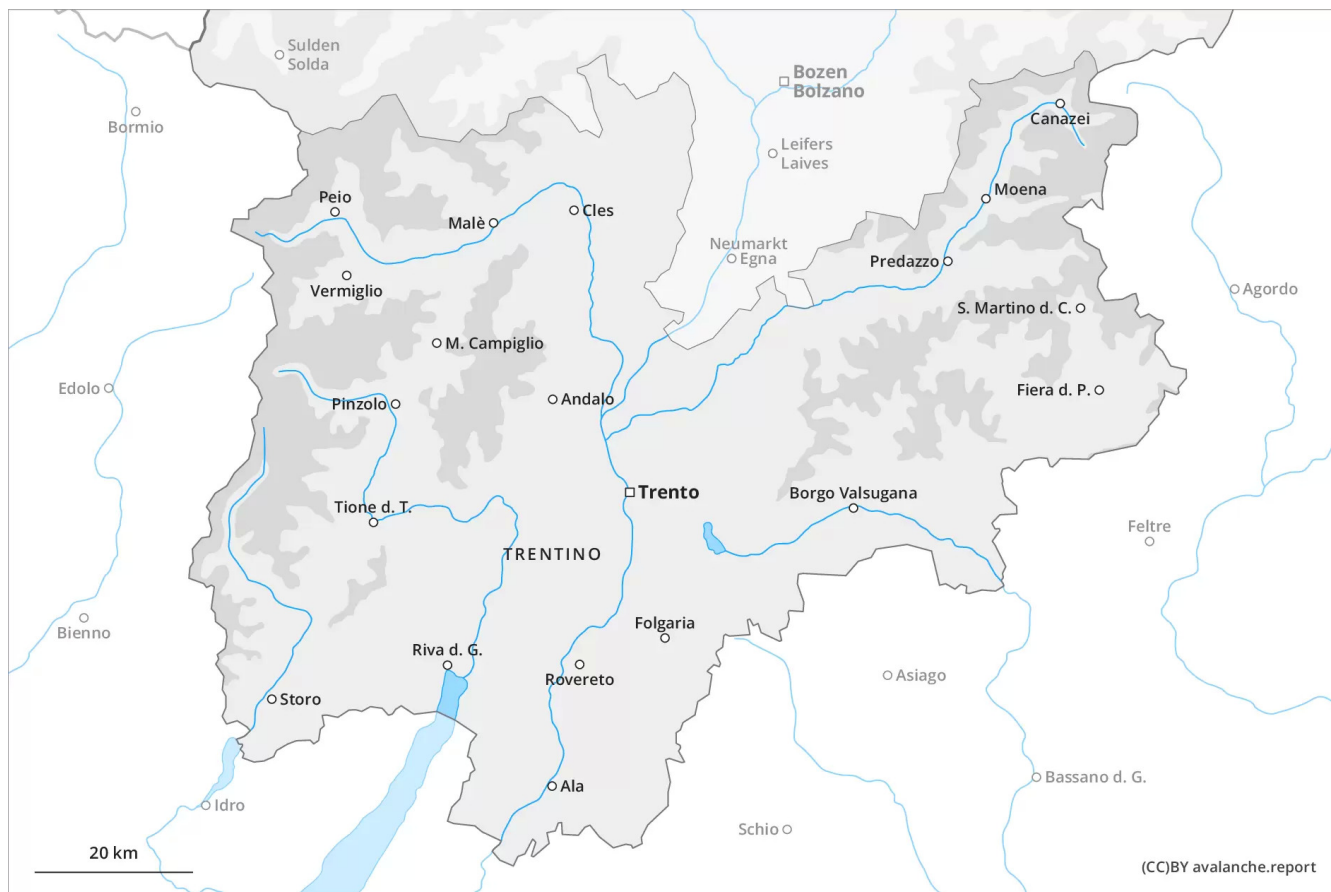 Sulden
Solda
Bozen
Bolzano
Bormio
Canazei
Leifers
Laives
Peio
Moena
Malè
Cles
Neumarkt
Egna
Predazzo
Vermiglio
Agordo
S. Martino d. C.
M. Campiglio
Edolo
Fiera d. P.
Pinzolo
Andalo
Trento
Borgo Valsugana
Tione d. T.
Feltre
TRENTINO
Bienno
Folgaria
Riva d. G.
Rovereto
Asiago
Storo
Bassano d. G.
Ala
Idro
Schio
20 km
(CC)BY avalanche.report